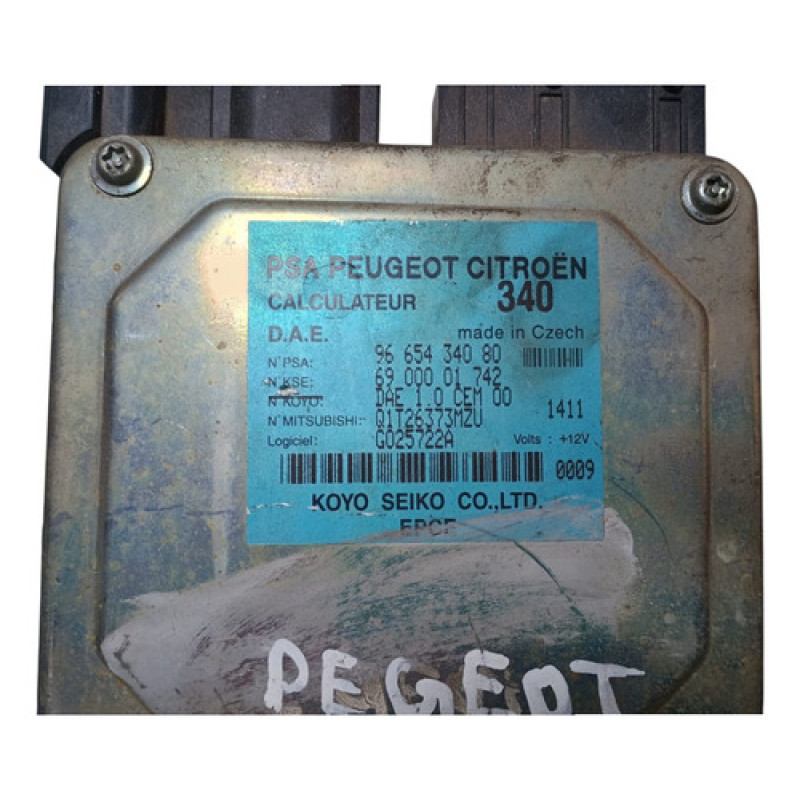 PSA PEUGEOT CITROËN
CALCULATEUR 340
D.A.E. made in Czech
N°PSA: 96 654 340 80
N°KSE: 69 000 01 742
N°KOYO: DAE 1.0 CEM 00
N°MITSUBISHI: Q1T26373MZU 1411
Logiciel: G025722A Volts : +12V
0009
KOYO SEIKO CO.,LTD.
EPCF
PEGEOT